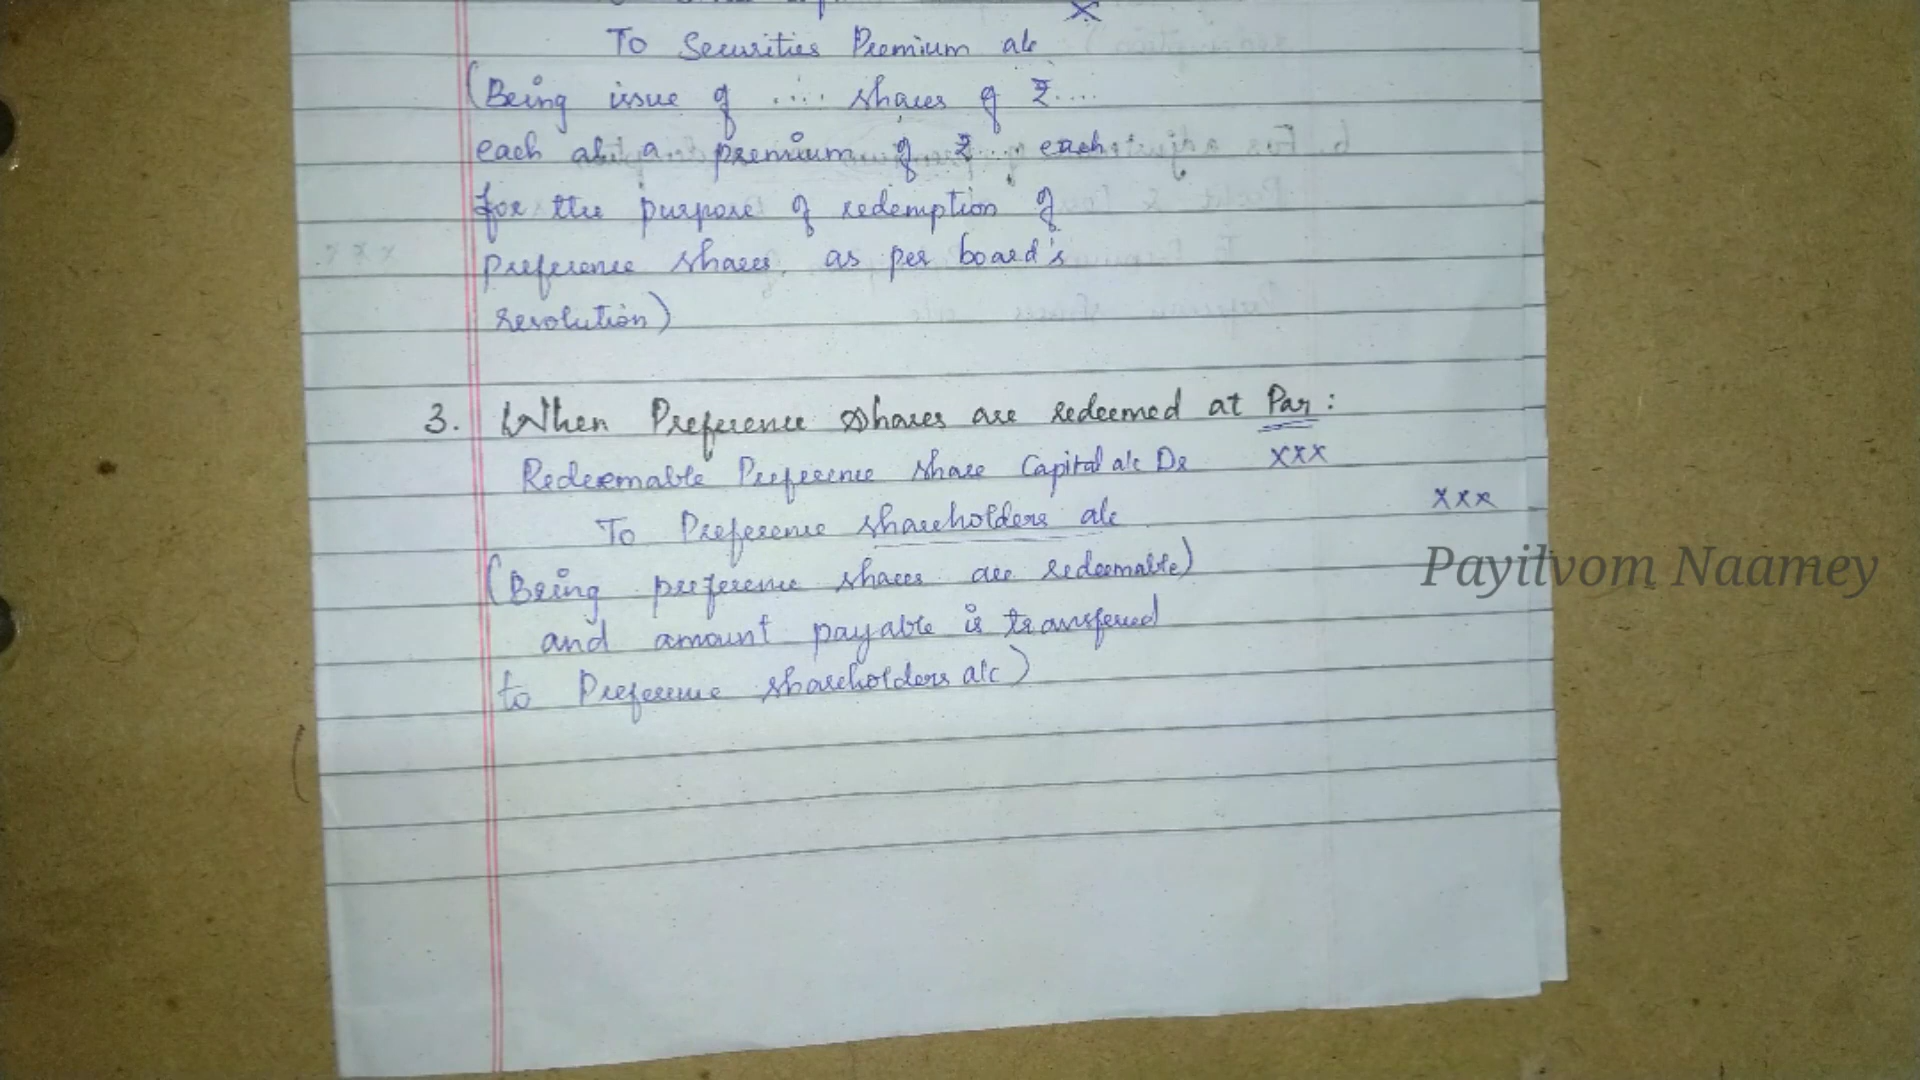 To Securities Premium a/c
(Being issue of .... shares of ₹....
each at a premium of ₹ ... each
for the purpose of redemption of
preference shares, as per board's
resolution)
3. When Preference Shares are redeemed at Par:
Redeemable Preference share Capital a/c Dr XXX
To Preference shareholders a/c XXX
(Being preference shares are redeemable)
and amount payable is transfered
to Preference shareholders a/c)
Payilvom Naamey